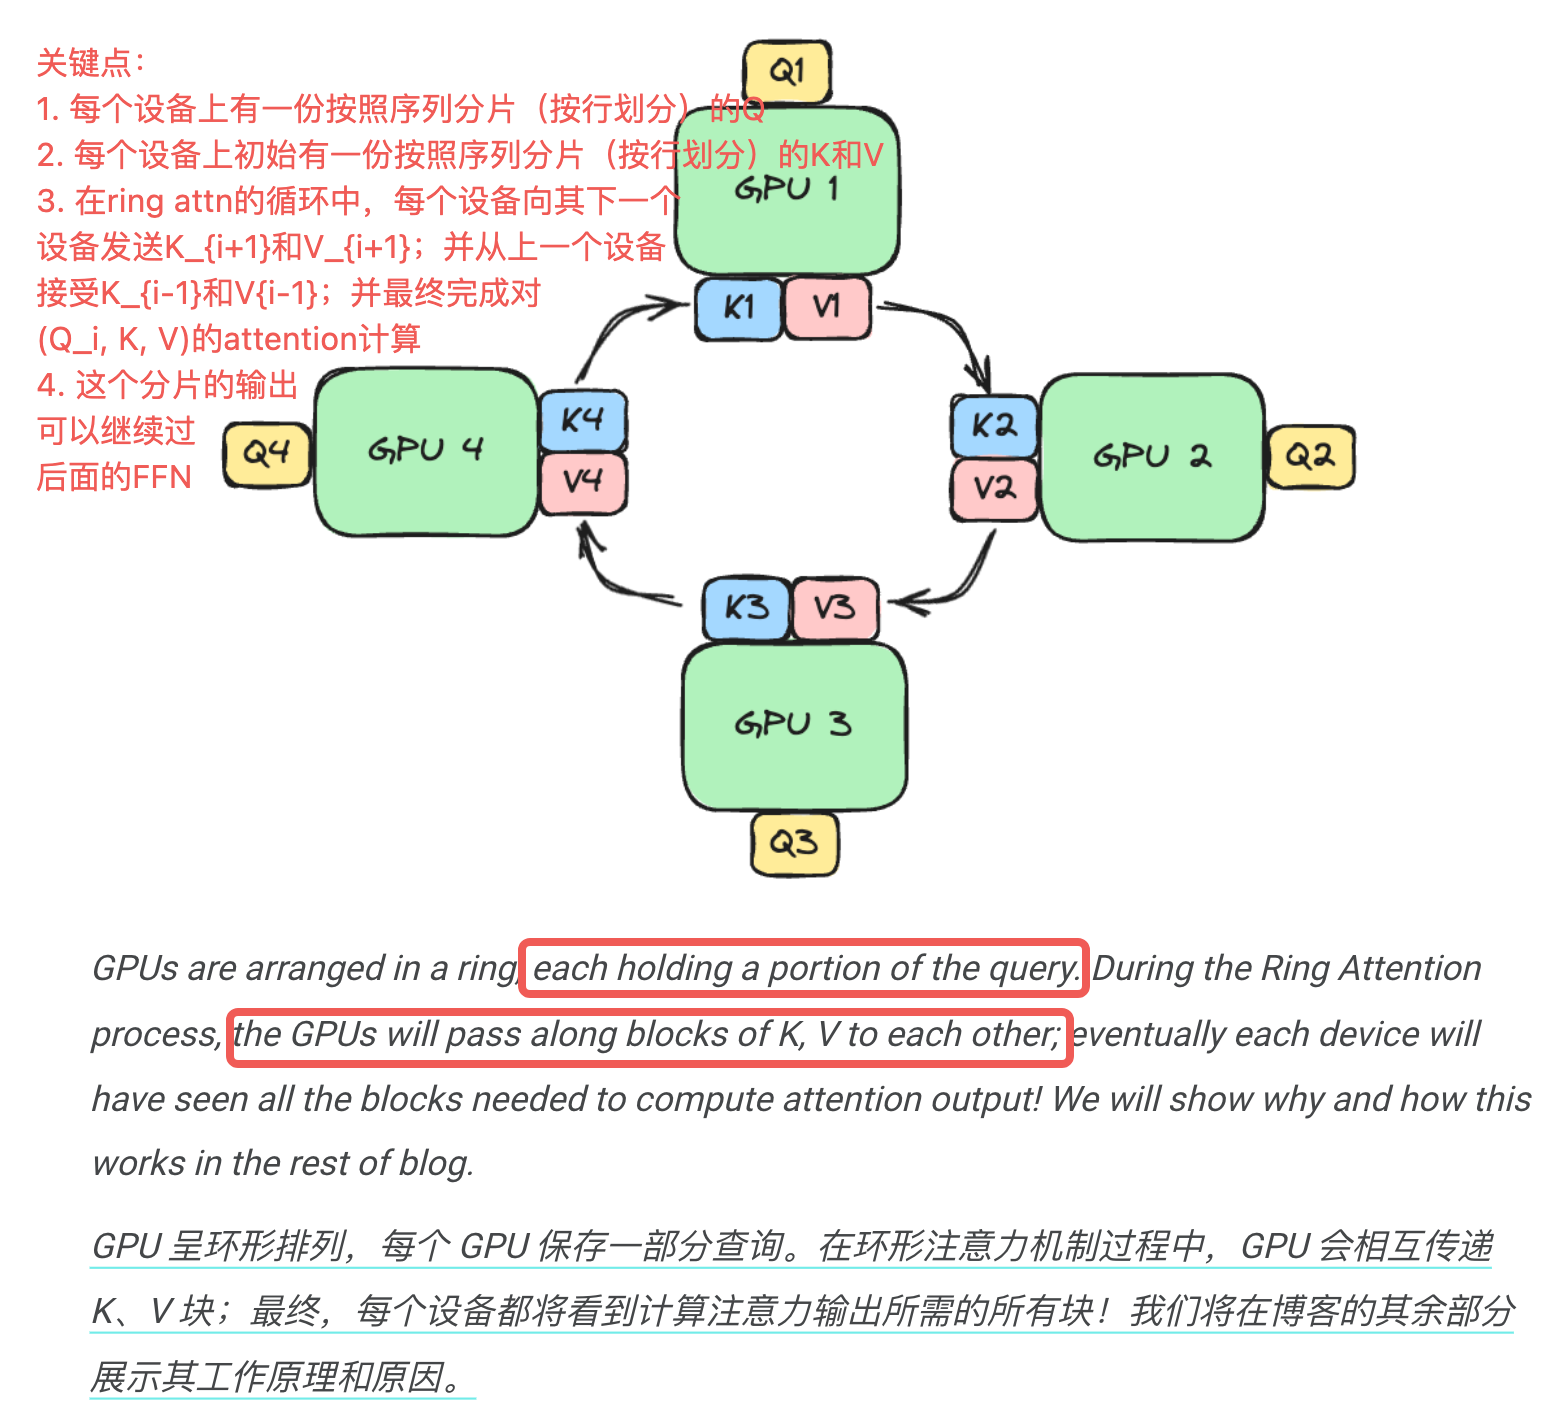 关键点：
1. 每个设备上有一份按照序列分片（按行划分）的Q
2. 每个设备上初始有一份按照序列分片（按行划分）的K和V
3. 在ring attn的循环中，每个设备向其下一个
设备发送K_{i+1}和V_{i+1}；并从上一个设备
接受K_{i-1}和V{i-1}；并最终完成对
(Q_i, K, V)的attention计算
4. 这个分片的输出
可以继续过
后面的FFN
Q1
GPU 1
K1 V1
K4
V4
GPU 4
Q4
K2
V2
GPU 2
Q2
K3 V3
GPU 3
Q3
GPUs are arranged in a ring, each holding a portion of the query. During the Ring Attention
process, the GPUs will pass along blocks of K, V to each other; eventually each device will
have seen all the blocks needed to compute attention output! We will show why and how this
works in the rest of blog.
GPU 呈环形排列，每个 GPU 保存一部分查询。在环形注意力机制过程中，GPU 会相互传递
K、V 块；最终，每个设备都将看到计算注意力输出所需的所有块！我们将在博客的其余部分
展示其工作原理和原因。